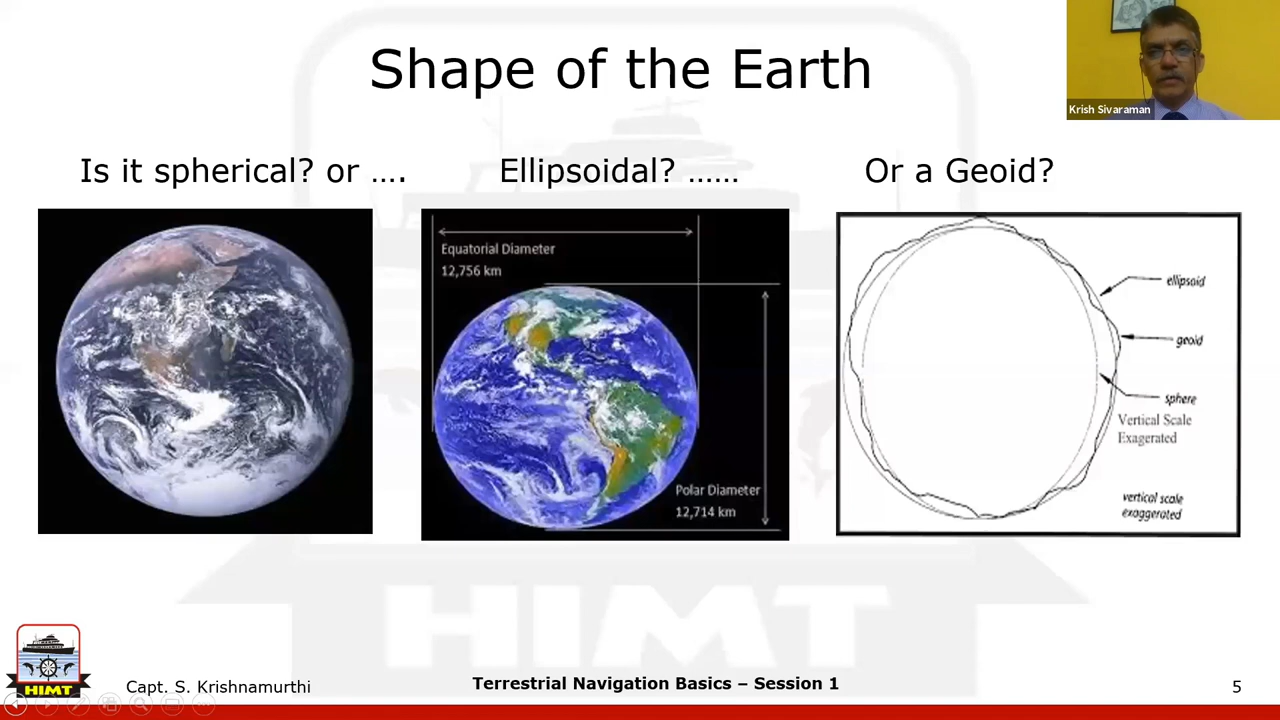 Shape of the Earth
Krish Sivaraman
Is it spherical? or ….
Ellipsoidal? ……
Or a Geoid?
Equatorial Diameter
12,756 km
Polar Diameter
12,714 km
ellipsoid
geoid
sphere
Vertical Scale
Exagerated
vertical scale
exaggerated
HIMT
HIMT
Capt. S. Krishnamurthi
Terrestrial Navigation Basics – Session 1
5